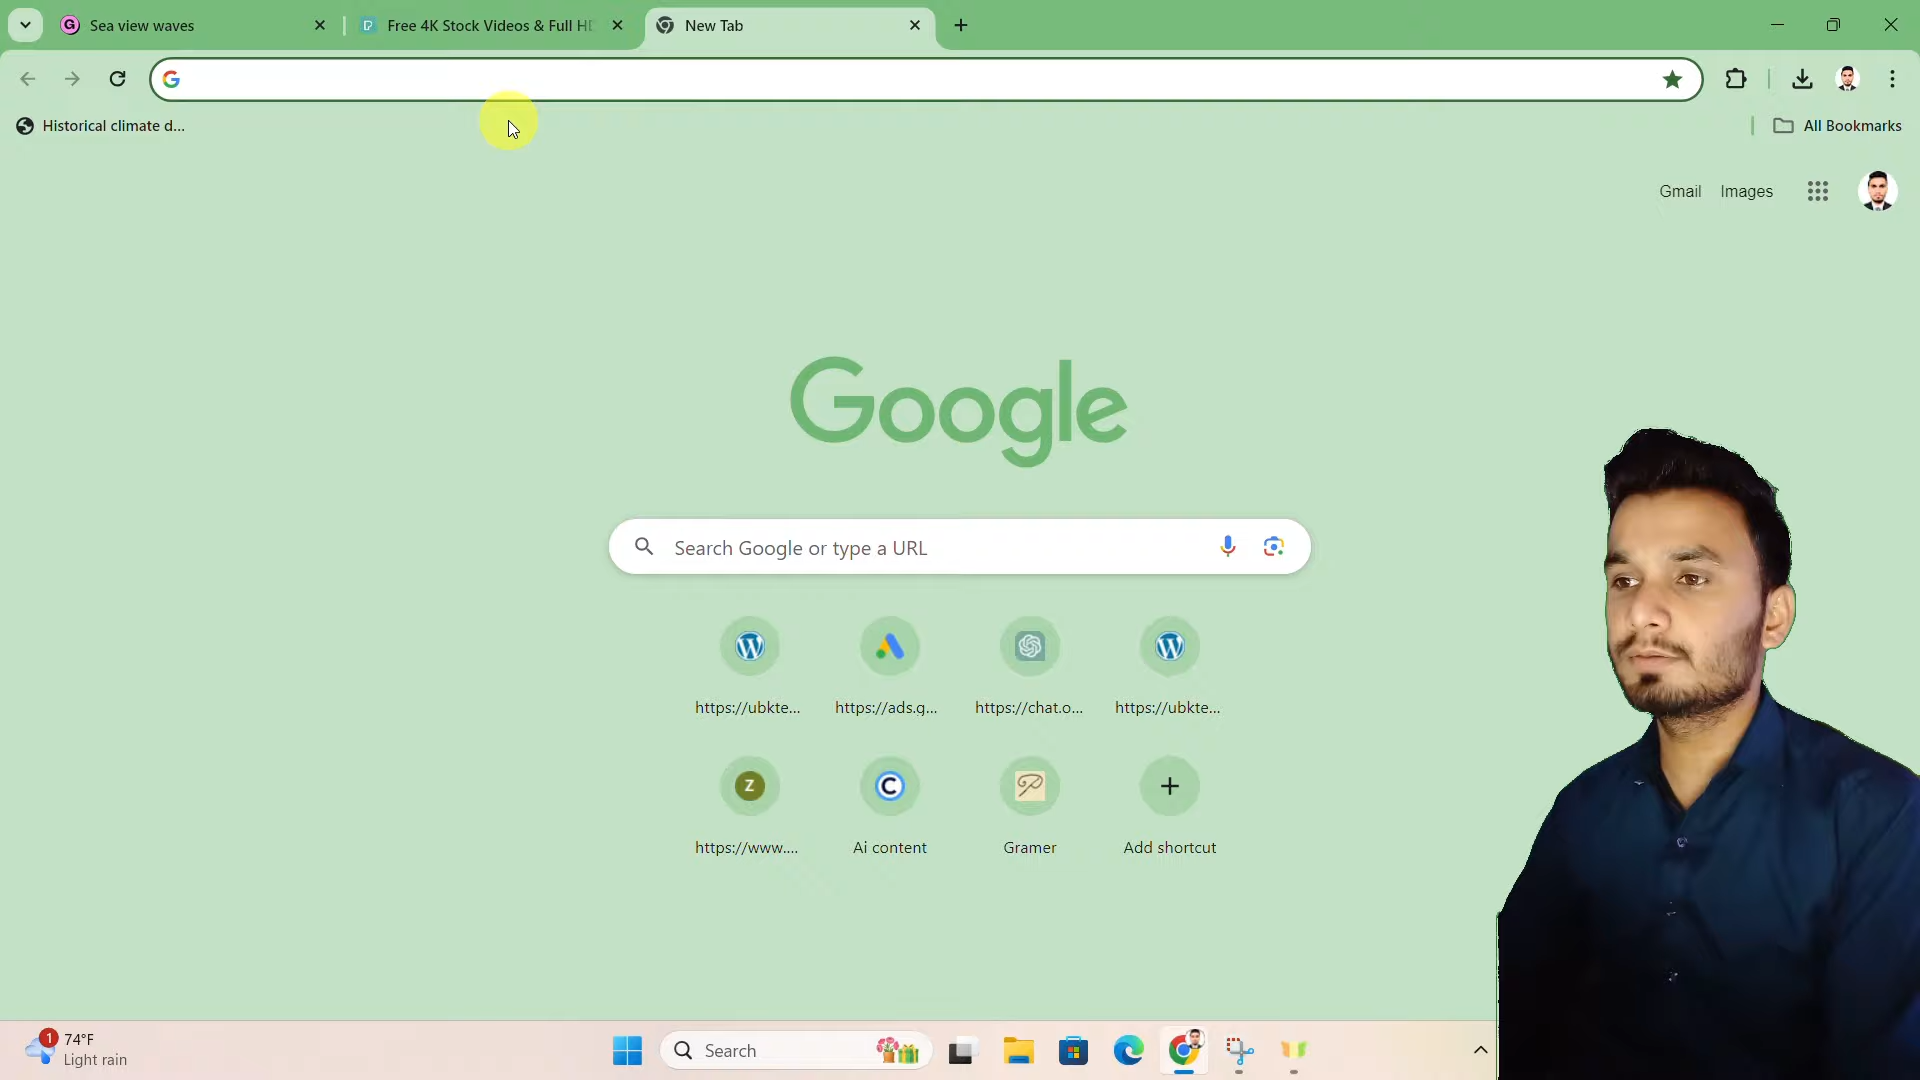 Sea view waves
Free 4K Stock Videos & Full HD
New Tab
Historical climate d...
All Bookmarks
Gmail
Images
Google
Search Google or type a URL
https://ubkte...
https://ads.g...
https://chat.o...
https://ubkte...
Z
https://www....
Ai content
Gramer
Add shortcut
1
74°F
Light rain
Search